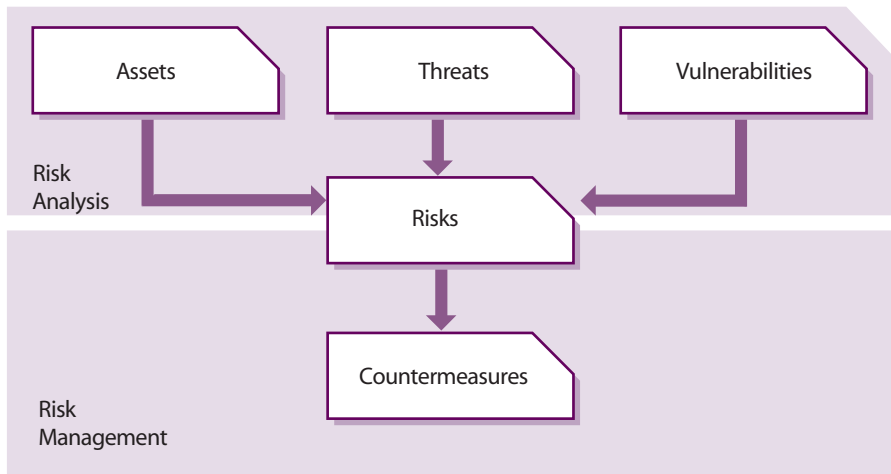 Assets
Threats
Vulnerabilities
Risk
Analysis
Risks
Countermeasures
Risk
Management